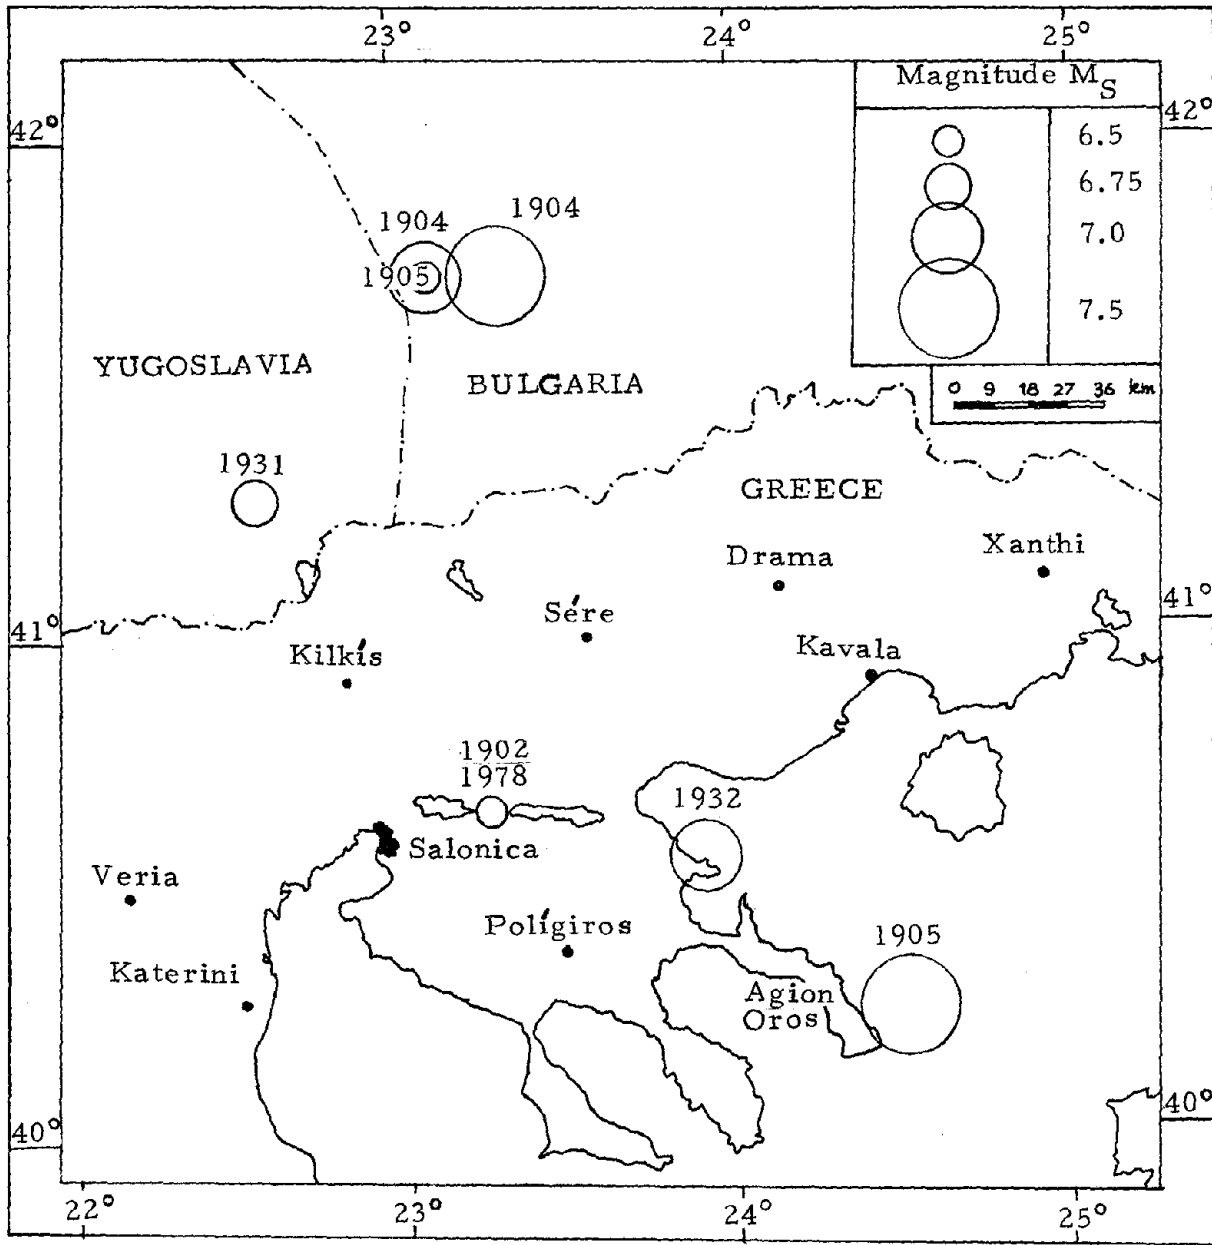 23° 24° 25°
Magnitude M_S
42° 42°
6.5
6.75
7.0
7.5
1904 1904
1905
YUGOSLAVIA
BULGARIA
0 9 18 27 36 km
1931
GREECE
Xanthi
Drama
Sére
41° 41°
Kilkís
Kavala
1902
1978
1932
Salonica
Veria
Polígiros
1905
Katerini
Agion
Oros
40° 40°
22° 23° 24° 25°